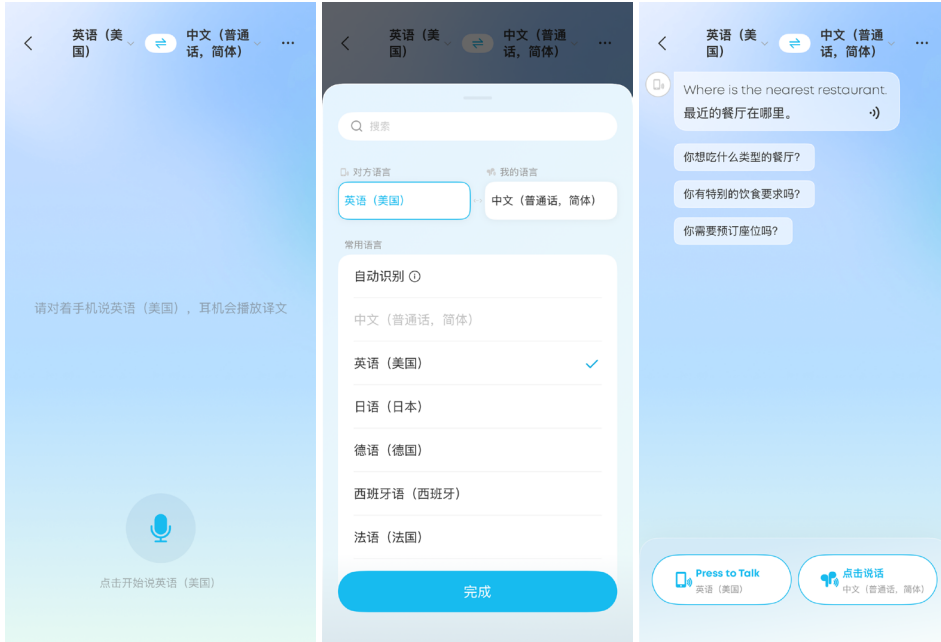 英语（美
国）
中文（普通
话，简体）
请对着手机说英语（美国），耳机会播放译文
点击开始说英语（美国）
英语（美
国）
中文（普通
话，简体）
搜索
对方语言
我的语言
英语（美国）
中文（普通话，简体）
常用语言
自动识别
中文（普通话，简体）
英语（美国）
日语（日本）
德语（德国）
西班牙语（西班牙）
法语（法国）
完成
英语（美
国）
中文（普通
话，简体）
Where is the nearest restaurant.
最近的餐厅在哪里。
你想吃什么类型的餐厅?
你有特别的饮食要求吗?
你需要预订座位吗?
Press to Talk
英语（美国）
点击说话
中文（普通话，简体）